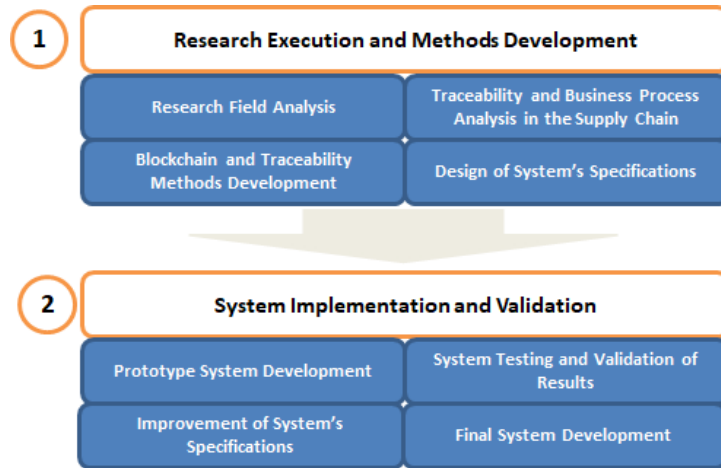 1
Research Execution and Methods Development
Research Field Analysis
Traceability and Business Process
Analysis in the Supply Chain
Blockchain and Traceability
Methods Development
Design of System's Specifications
2
System Implementation and Validation
Prototype System Development
System Testing and Validation of
Results
Improvement of System's
Specifications
Final System Development